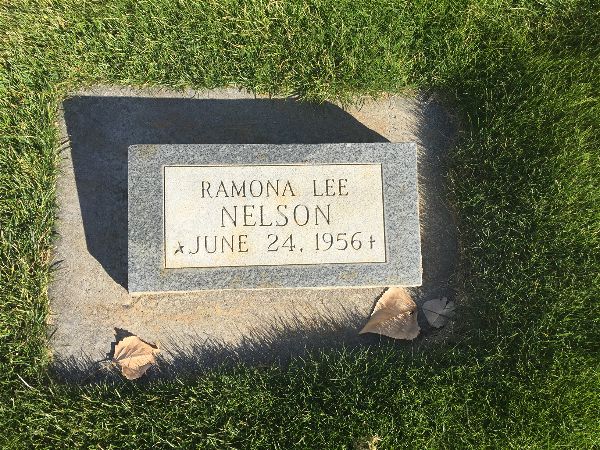 RAMONA LEE
NELSON
★JUNE 24, 1956✝